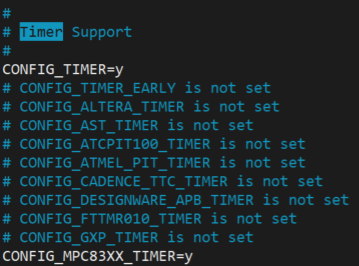 #
# Timer Support
#
CONFIG_TIMER=y
# CONFIG_TIMER_EARLY is not set
# CONFIG_ALTERA_TIMER is not set
# CONFIG_AST_TIMER is not set
# CONFIG_ATCPIT100_TIMER is not set
# CONFIG_ATMEL_PIT_TIMER is not set
# CONFIG_CADENCE_TTC_TIMER is not set
# CONFIG_DESIGNWARE_APB_TIMER is not set
# CONFIG_FTTMR010_TIMER is not set
# CONFIG_GXP_TIMER is not set
CONFIG_MPC83XX_TIMER=y